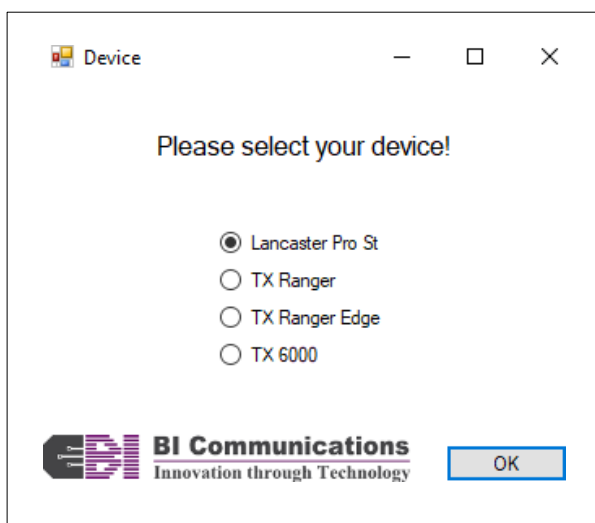 Device
Please select your device!
Lancaster Pro St
TX Ranger
TX Ranger Edge
TX 6000
BI
BI Communications
Innovation through Technology
OK